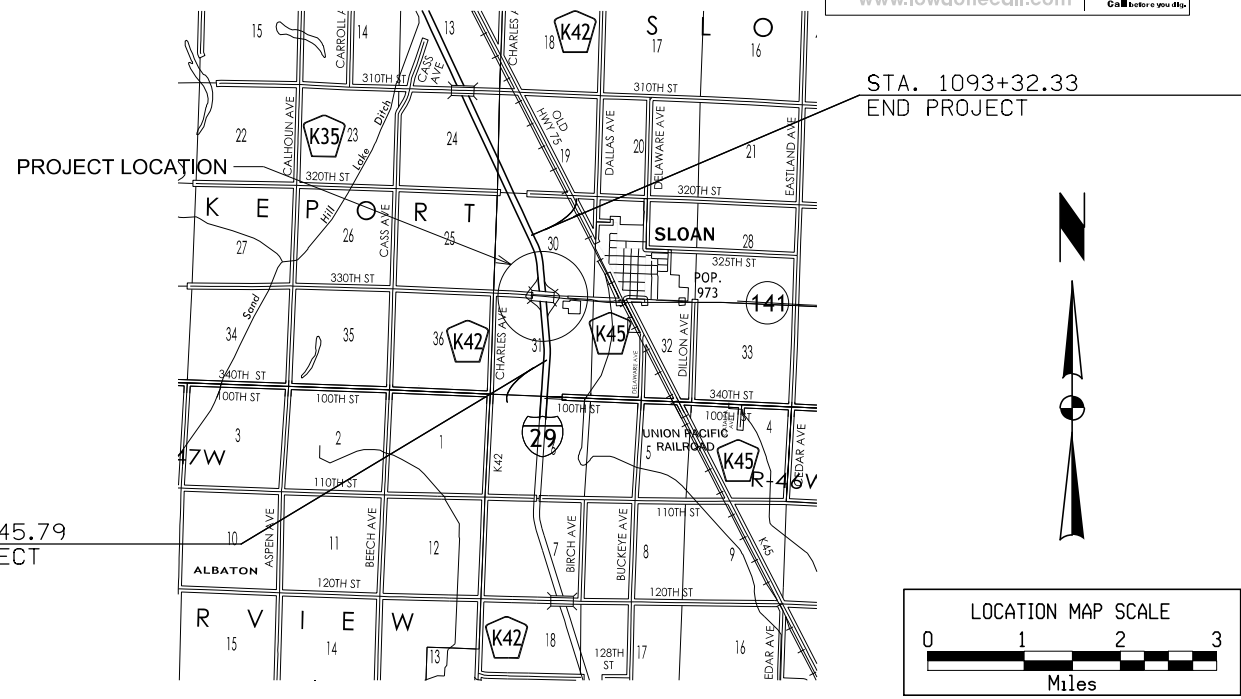 www.iowaonecall.com
Call before you dig.
S L O
15
CARROLL A
14
13
CHARLES A
18
K42
17
16
STA. 1093+32.33
END PROJECT
310TH ST
CASS AVE
310TH ST
22
CALHOUN AVE
K35
23
24
OLD HWY 75
19
DALLAS AVE
20
DELAWARE AVE
21
EASTLAND AVE
Sand Hill Lake Ditch
PROJECT LOCATION
320TH ST
320TH ST
K E P O R T
27
26
CASS AVE
25
30
SLOAN
28
325TH ST
330TH ST
POP.
973
141
34
35
36
K42
CHARLES AVE
31
K45
DELAWARE AVE
32
DILLON AVE
33
340TH ST
340TH ST
100TH ST
100TH ST
100TH ST
100TH ST
3
2
1
K42
29
UNION PACIFIC
RAILROAD
5
4
CEDAR AVE
K45
47W
R-46W
110TH ST
110TH ST
45.79
ECT
10
ASPEN AVE
11
BEECH AVE
12
7
BIRCH AVE
BUCKEYE AVE
8
9
K45
ALBATON
120TH ST
120TH ST
R V I E W
15
14
13
K42
18
128TH
ST
17
16
EDAR AVE
LOCATION MAP SCALE
0 1 2 3
Miles